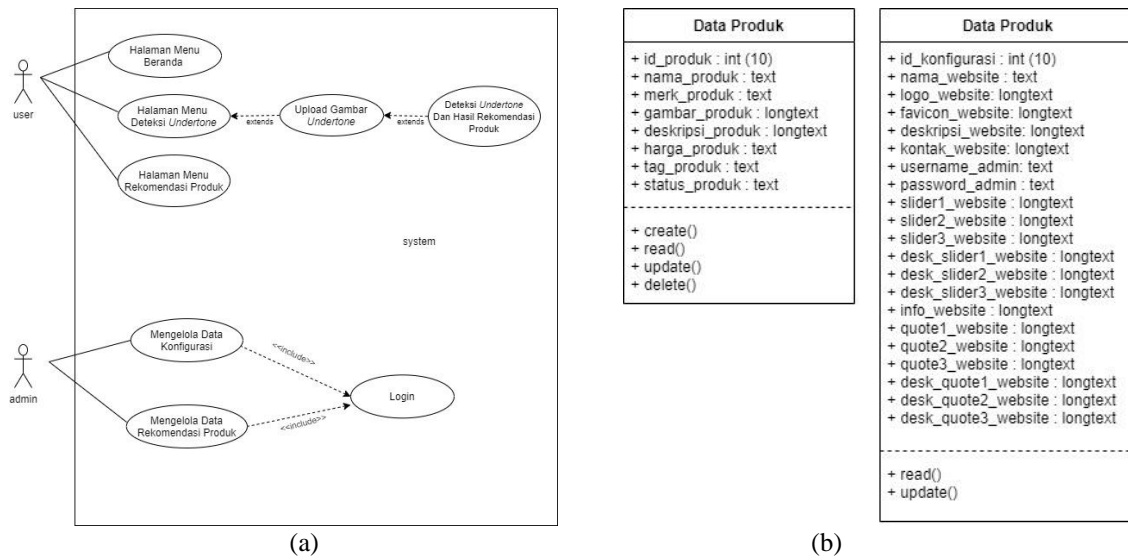 Halaman Menu
Beranda
user
Halaman Menu
Deteksi Undertone
extends
Upload Gambar
Undertone
extends
Deteksi Undertone
Dan Hasil Rekomendasi
Produk
Halaman Menu
Rekomendasi Produk
system
Mengelola Data
Konfigurasi
<<include>>
admin
Login
Mengelola Data
Rekomendasi Produk
<<include>>
(a)
Data Produk
+ id_produk : int (10)
+ nama_produk : text
+ merk_produk : text
+ gambar_produk : longtext
+ deskripsi_produk : longtext
+ harga_produk : text
+ tag_produk : text
+ status_produk : text
+ create()
+ read()
+ update()
+ delete()
Data Produk
+ id_konfigurasi : int (10)
+ nama_website : text
+ logo_website: longtext
+ favicon_website: longtext
+ deskripsi_website: longtext
+ kontak_website: longtext
+ username_admin: text
+ password_admin: text
+ slider1_website : longtext
+ slider2_website : longtext
+ slider3_website : longtext
+ desk_slider1_website : longtext
+ desk_slider2_website : longtext
+ desk_slider3_website : longtext
+ info_website : longtext
+ quote1_website : longtext
+ quote2_website : longtext
+ quote3_website : longtext
+ desk_quote1_website : longtext
+ desk_quote2_website : longtext
+ desk_quote3_website : longtext
+ read()
+ update()
(b)